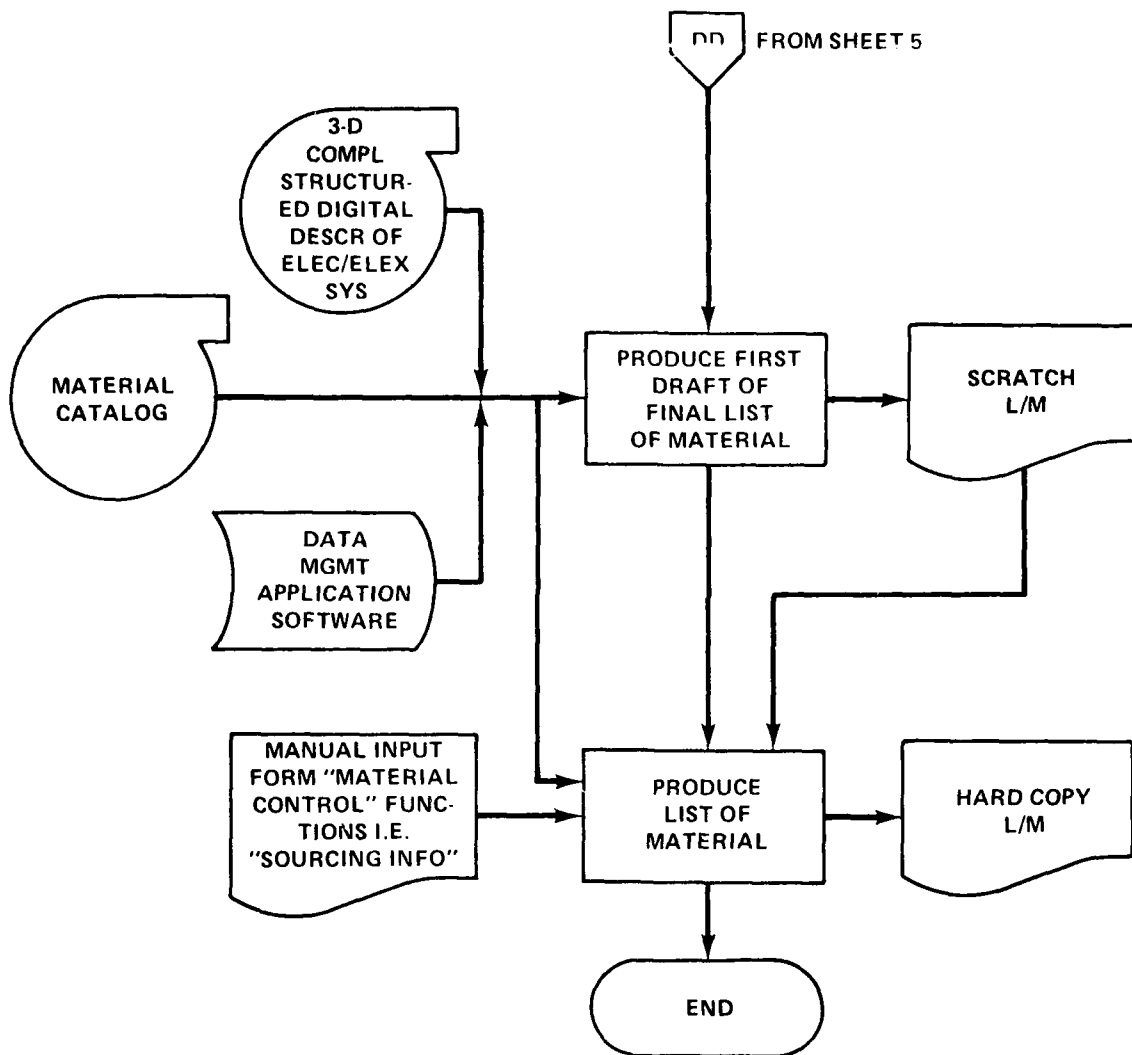 DD FROM SHEET 5
3-D
COMPL
STRUCTUR-
ED DIGITAL
DESCR OF
ELEC/ELEX
SYS
MATERIAL
CATALOG
PRODUCE FIRST
DRAFT OF
FINAL LIST
OF MATERIAL
SCRATCH
L/M
DATA
MGMT
APPLICATION
SOFTWARE
MANUAL INPUT
FORM "MATERIAL
CONTROL" FUNC-
TIONS I.E.
"SOURCING INFO"
PRODUCE
LIST OF
MATERIAL
HARD COPY
L/M
END